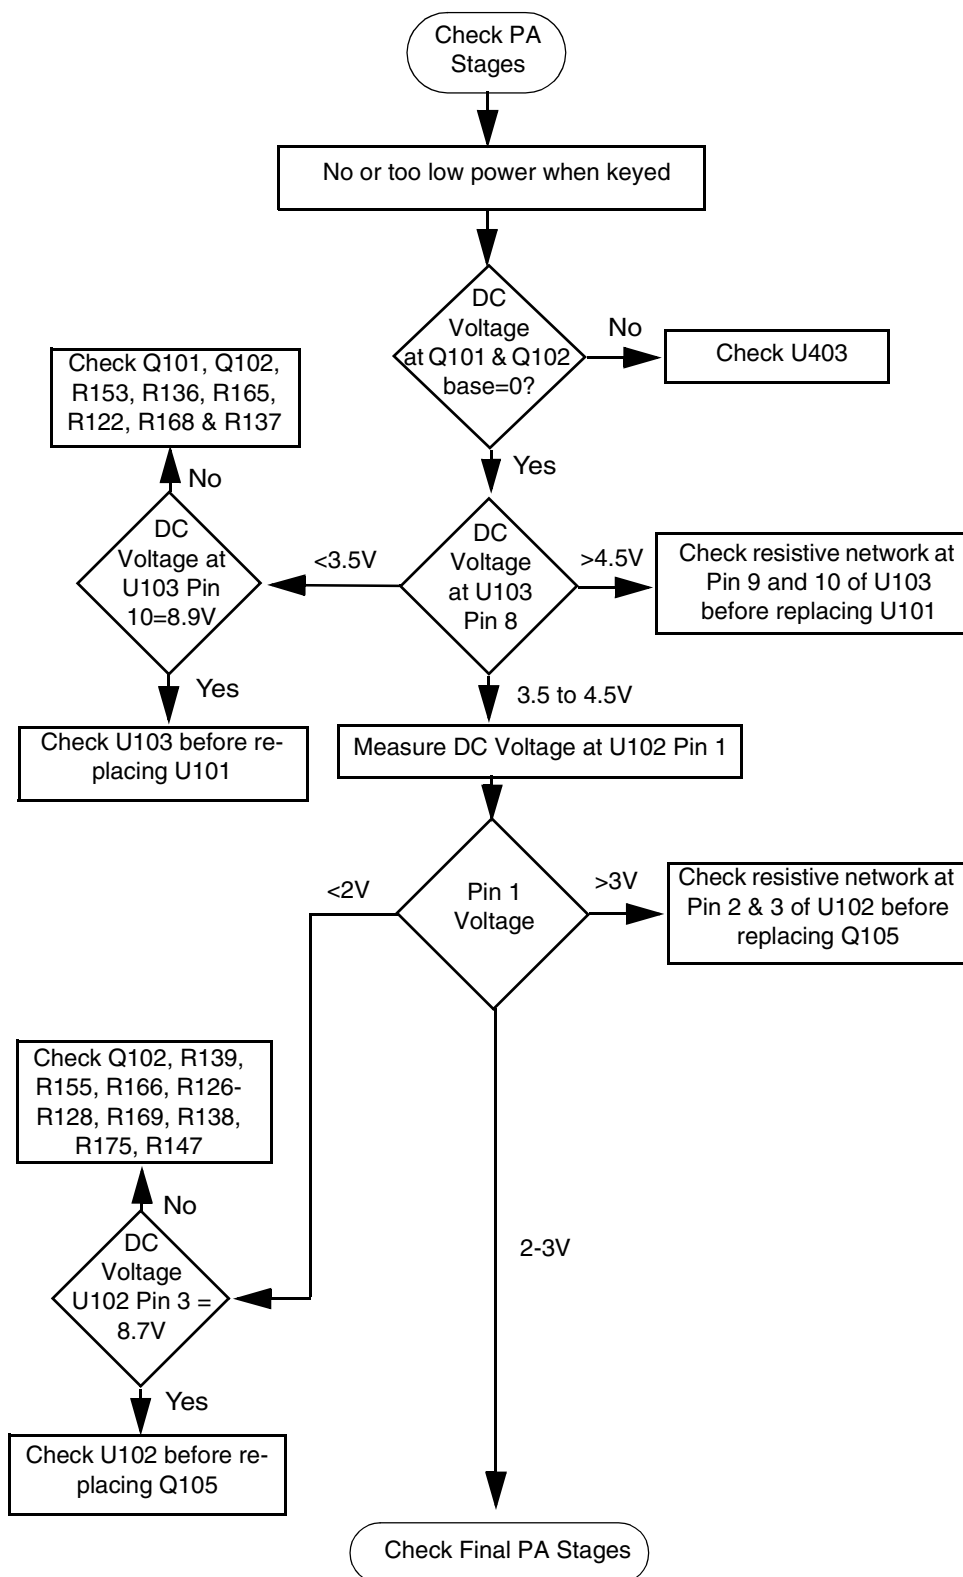 Check PA
Stages
No or too low power when keyed
DC
Voltage
at Q101 & Q102
base=0?
No
Check U403
Yes
Check Q101, Q102,
R153, R136, R165,
R122, R168 & R137
No
DC
Voltage at
U103 Pin
10=8.9V
<3.5V
DC
Voltage
at U103
Pin 8
>4.5V
Check resistive network at
Pin 9 and 10 of U103
before replacing U101
Yes
3.5 to 4.5V
Check U103 before re-
placing U101
Measure DC Voltage at U102 Pin 1
<2V
Pin 1
Voltage
>3V
Check resistive network at
Pin 2 & 3 of U102 before
replacing Q105
Check Q102, R139,
R155, R166, R126-
R128, R169, R138,
R175, R147
No
DC
Voltage
U102 Pin 3 =
8.7V
2-3V
Yes
Check U102 before re-
placing Q105
Check Final PA Stages